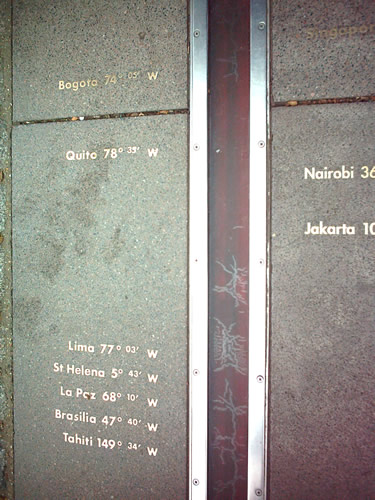 Bogota 74° 05' W
Singapo
Quito 78° 35' W
Nairobi 36
Jakarta 10
Lima 77° 03' W
St Helena 5° 43' W
La Paz 68° 10' W
Brasilia 47° 40' W
Tahiti 149° 34' W